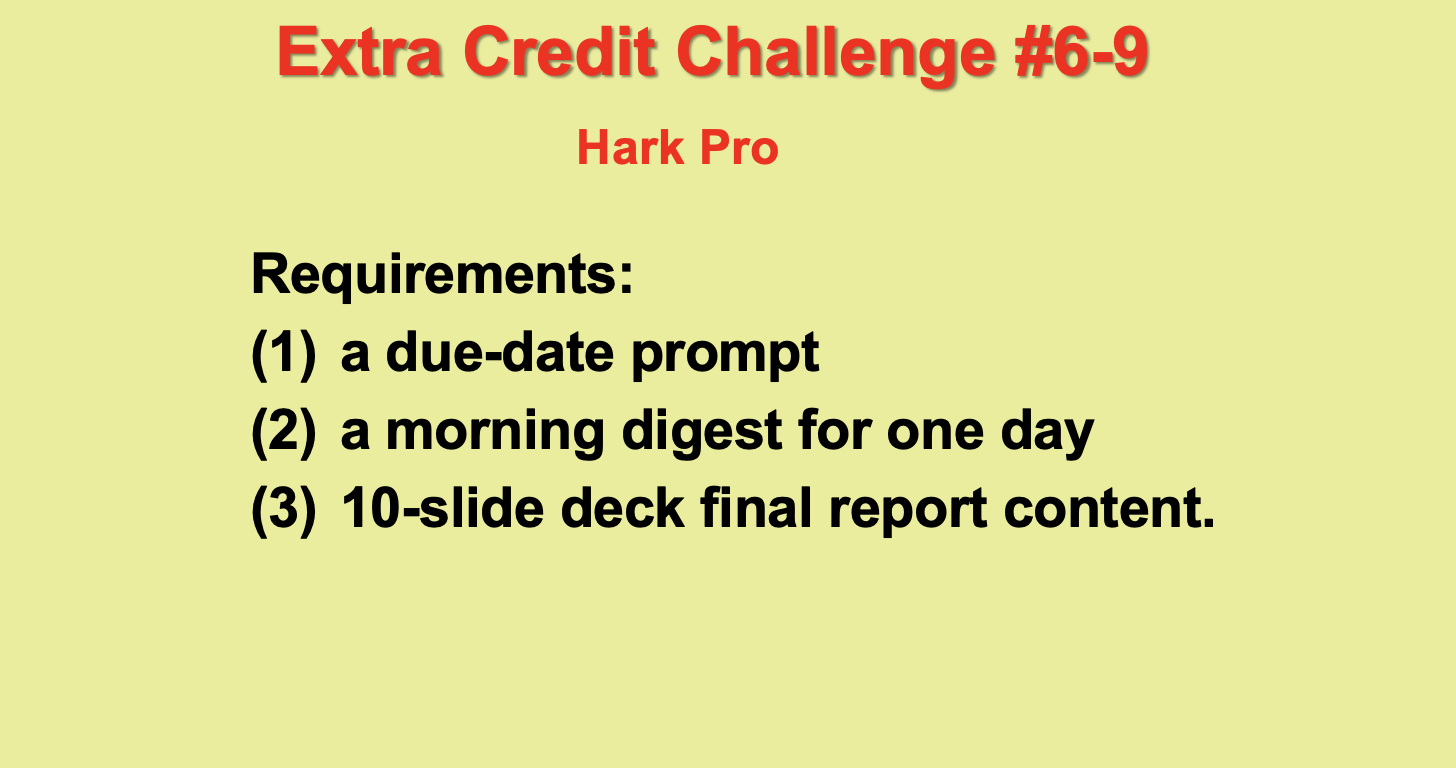 Extra Credit Challenge #6-9
Hark Pro
Requirements:
(1) a due-date prompt
(2) a morning digest for one day
(3) 10-slide deck final report content.